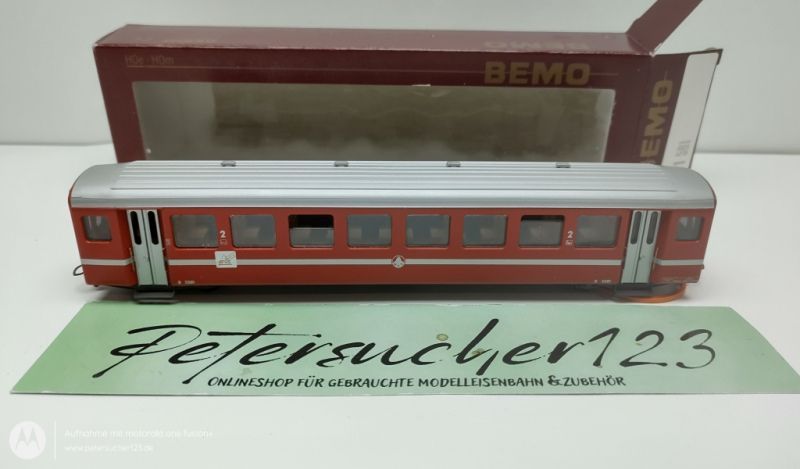 H0e · H0m
BEMO
BEMO
2
2
Petersucher123
ONLINESHOP FÜR GEBRAUCHTE MODELLEISENBAHN & ZUBEHÖR
Aufnahme mit motorola one fusion+
www.petersucher123.de